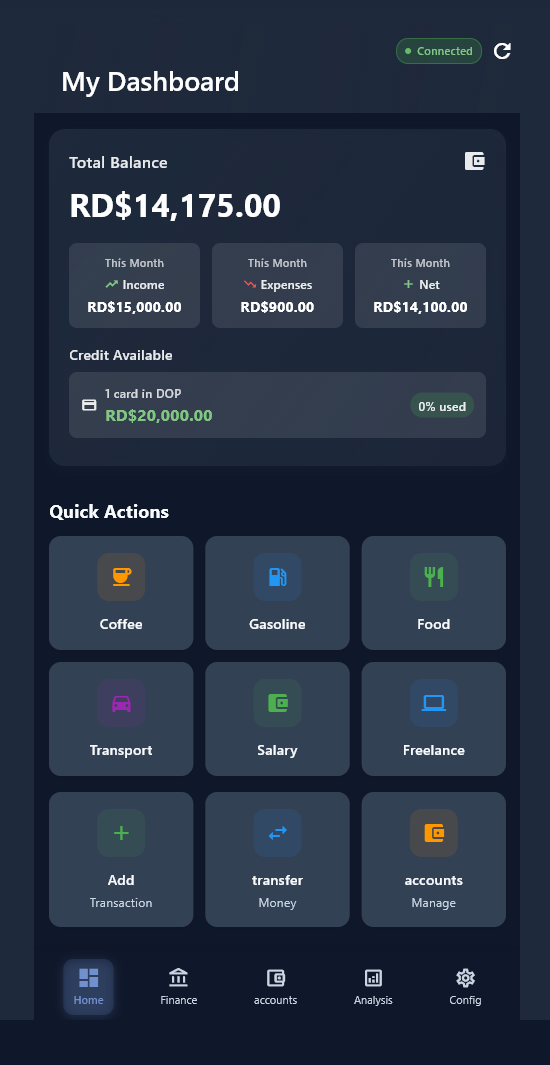 Connected
My Dashboard
Total Balance
RD$14,175.00
This Month
Income
RD$15,000.00
This Month
Expenses
RD$900.00
This Month
Net
RD$14,100.00
Credit Available
1 card in DOP
RD$20,000.00
0% used
Quick Actions
Coffee
Gasoline
Food
Transport
Salary
Freelance
Add
Transaction
transfer
Money
accounts
Manage
Home
Finance
accounts
Analysis
Config